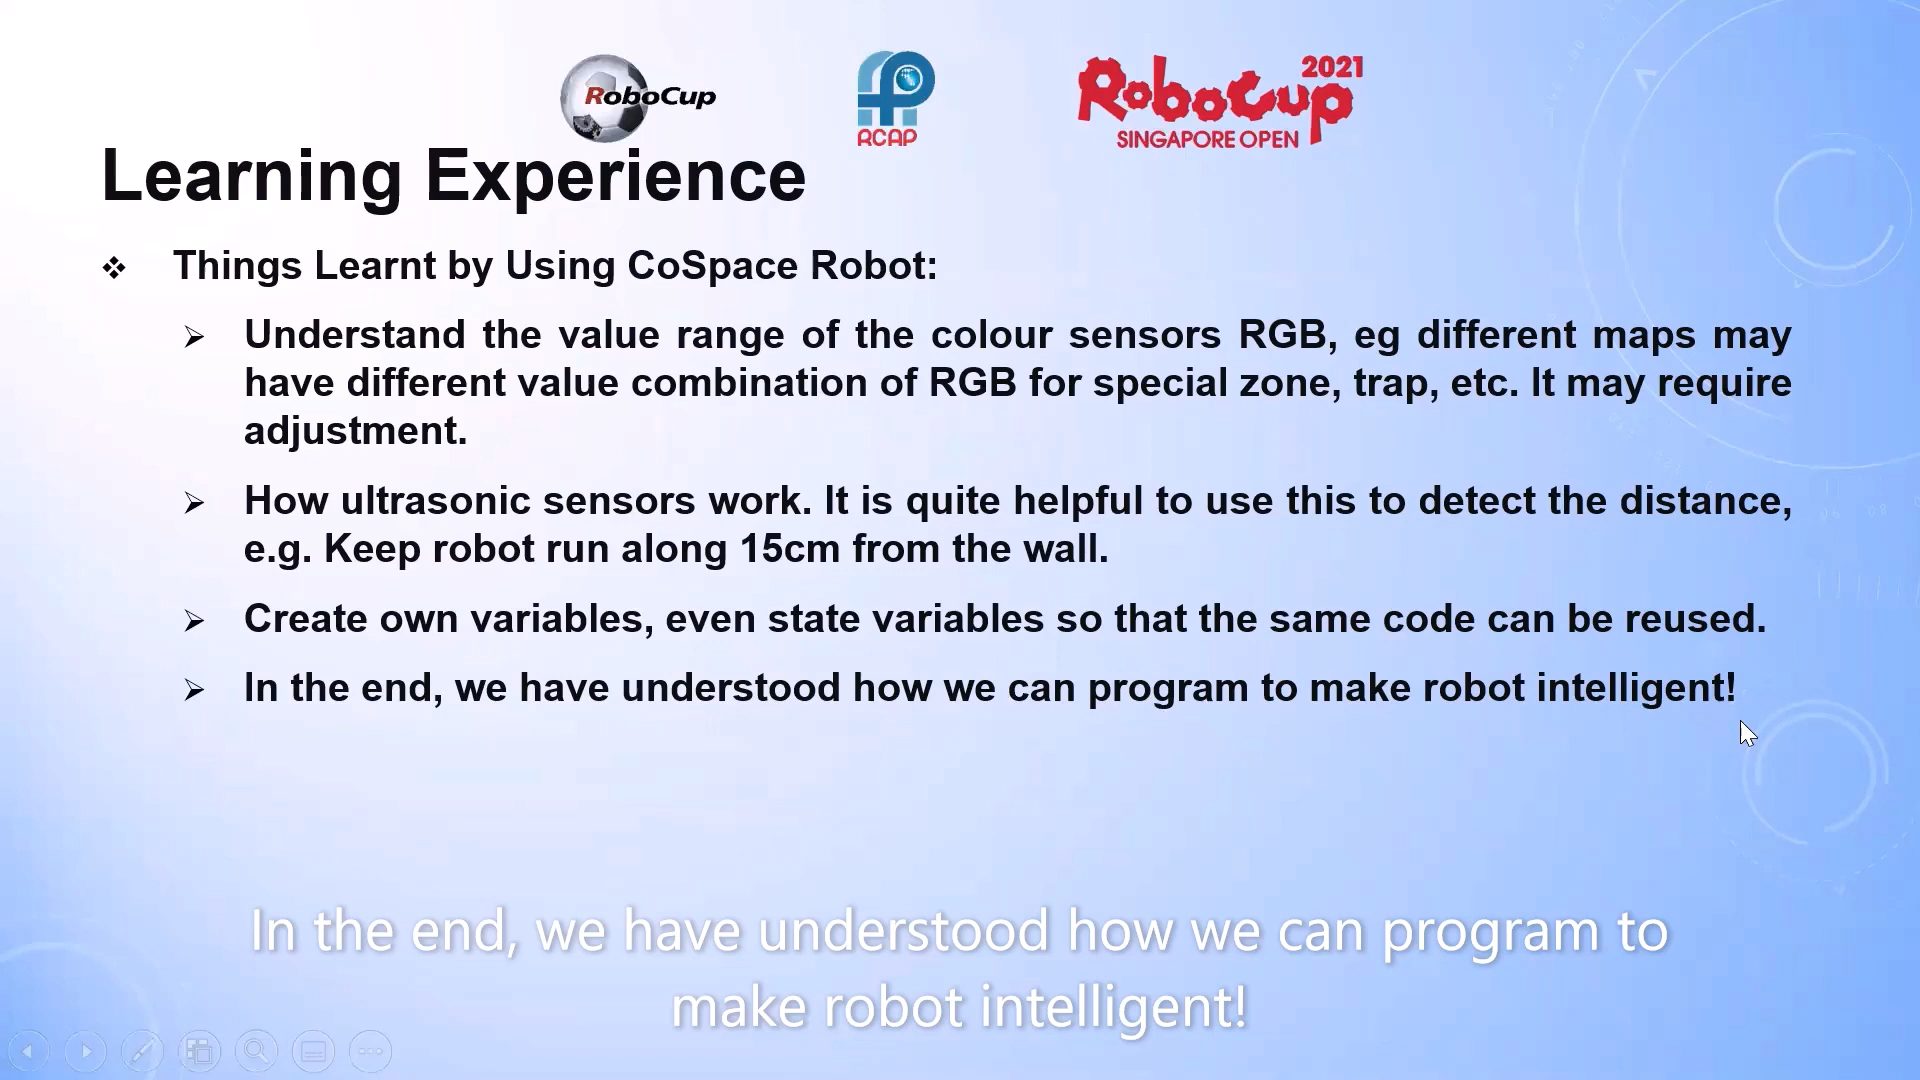 RoboCup
RCAP
RoboCup 2021
SINGAPORE OPEN
Learning Experience
❖ Things Learnt by Using CoSpace Robot:
➢ Understand the value range of the colour sensors RGB, eg different maps may
have different value combination of RGB for special zone, trap, etc. It may require
adjustment.
➢ How ultrasonic sensors work. It is quite helpful to use this to detect the distance,
e.g. Keep robot run along 15cm from the wall.
➢ Create own variables, even state variables so that the same code can be reused.
➢ In the end, we have understood how we can program to make robot intelligent!
In the end, we have understood how we can program to
make robot intelligent!